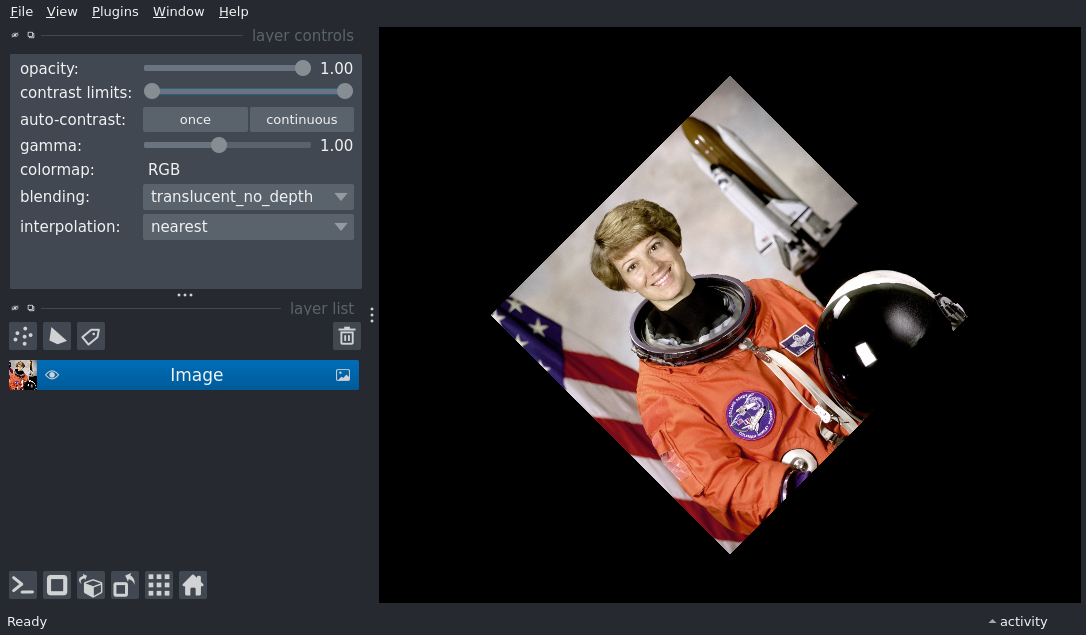 File View Plugins Window Help
layer controls
opacity: 1.00
contrast limits:
auto-contrast: once continuous
gamma: 1.00
colormap: RGB
blending: translucent_no_depth
interpolation: nearest
layer list
Image
Ready
activity